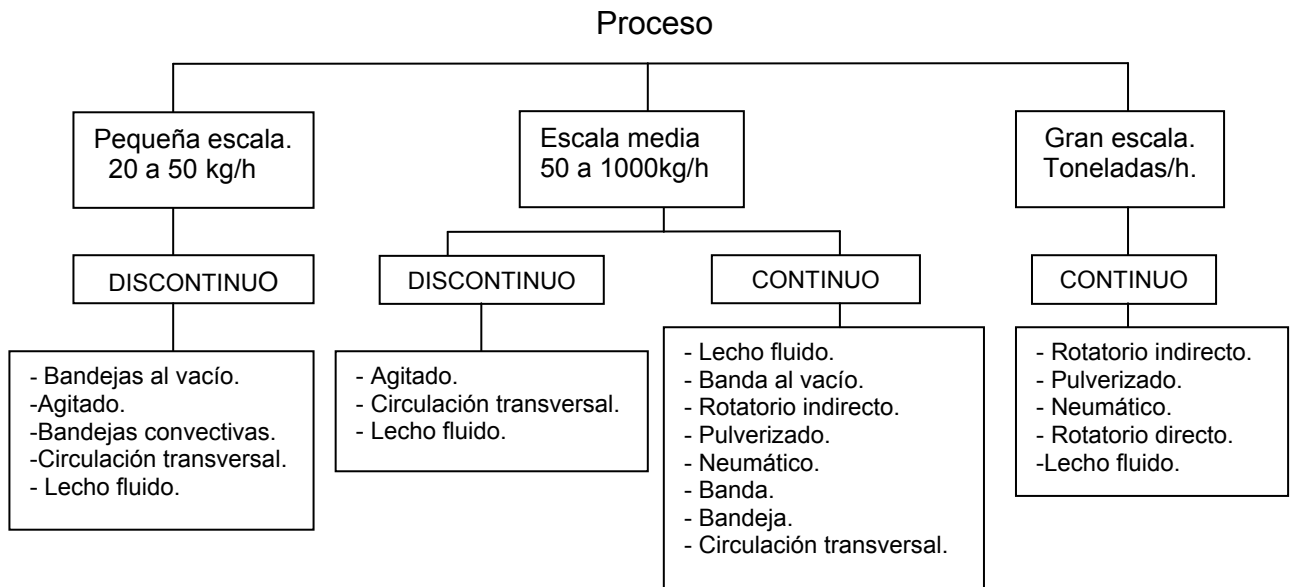 Proceso
Pequeña escala.
20 a 50 kg/h
Escala media
50 a 1000kg/h
Gran escala.
Toneladas/h.
DISCONTINUO
DISCONTINUO
CONTINUO
CONTINUO
- Bandejas al vacío.
-Agitado.
-Bandejas convectivas.
-Circulación transversal.
- Lecho fluido.
- Agitado.
- Circulación transversal.
- Lecho fluido.
- Lecho fluido.
- Banda al vacío.
- Rotatorio indirecto.
- Pulverizado.
- Neumático.
- Banda.
- Bandeja.
- Circulación transversal.
- Rotatorio indirecto.
- Pulverizado.
- Neumático.
- Rotatorio directo.
-Lecho fluido.